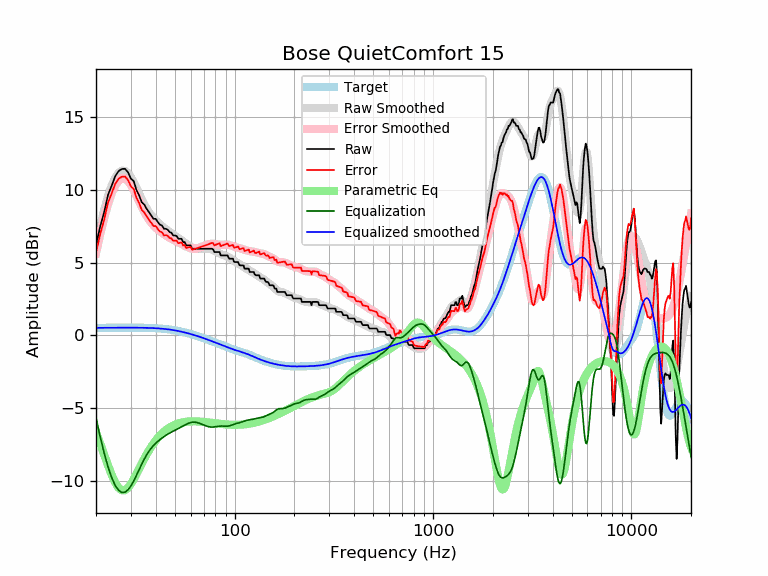 Bose QuietComfort 15
Target
Raw Smoothed
Error Smoothed
Raw
Error
Parametric Eq
Equalization
Equalized smoothed
Amplitude (dBr)
15
10
5
0
−5
−10
100
1000
10000
Frequency (Hz)